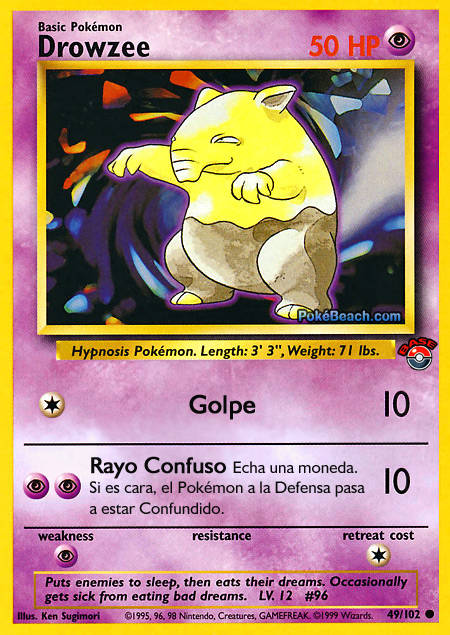 Basic Pokémon
Drowzee 50 HP
PokéBeach.com
BASE
Hypnosis Pokémon. Length: 3' 3", Weight: 71 lbs.
Golpe 10
Rayo Confuso Echa una moneda.
Si es cara, el Pokémon a la Defensa pasa 10
a estar Confundido.
weakness resistance retreat cost
Puts enemies to sleep, then eats their dreams. Occasionally
gets sick from eating bad dreams. LV. 12 #96
Illus. Ken Sugimori ©1995, 96, 98 Nintendo, Creatures, GAMEFREAK. ©1999 Wizards. 49/102